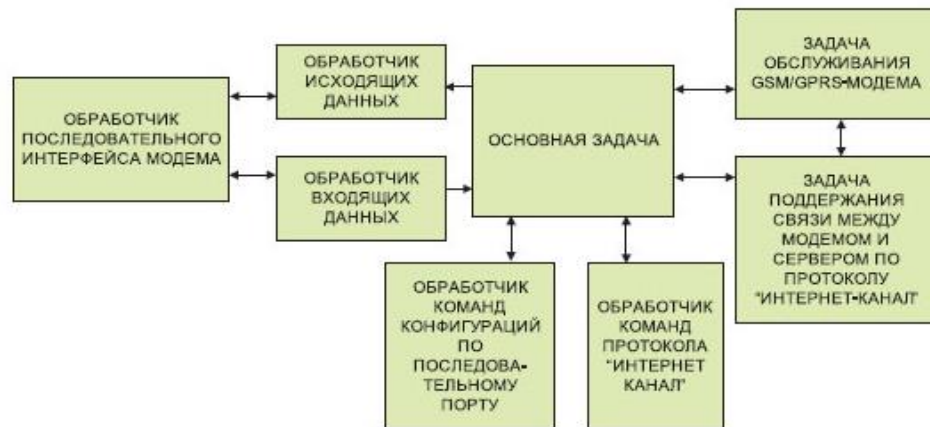 ОБРАБОТЧИК
ПОСЛЕДОВАТЕЛЬНОГО
ИНТЕРФЕЙСА МОДЕМА
ОБРАБОТЧИК
ИСХОДЯЩИХ
ДАННЫХ
ОБРАБОТЧИК
ВХОДЯЩИХ
ДАННЫХ
ОСНОВНАЯ ЗАДАЧА
ЗАДАЧА
ОБСЛУЖИВАНИЯ
GSM/GPRS-МОДЕМА
ЗАДАЧА
ПОДДЕРЖАНИЯ
СВЯЗИ МЕЖДУ
МОДЕМОМ И
СЕРВЕРОМ ПО
ПРОТОКОЛУ
"ИНТЕРНЕТ-КАНАЛ"
ОБРАБОТЧИК
КОМАНД
КОНФИГУРАЦИЙ
ПО
ПОСЛЕДОВА-
ТЕЛЬНОМУ
ПОРТУ
ОБРАБОТЧИК
КОМАНД
ПРОТОКОЛА
"ИНТЕРНЕТ
КАНАЛ"